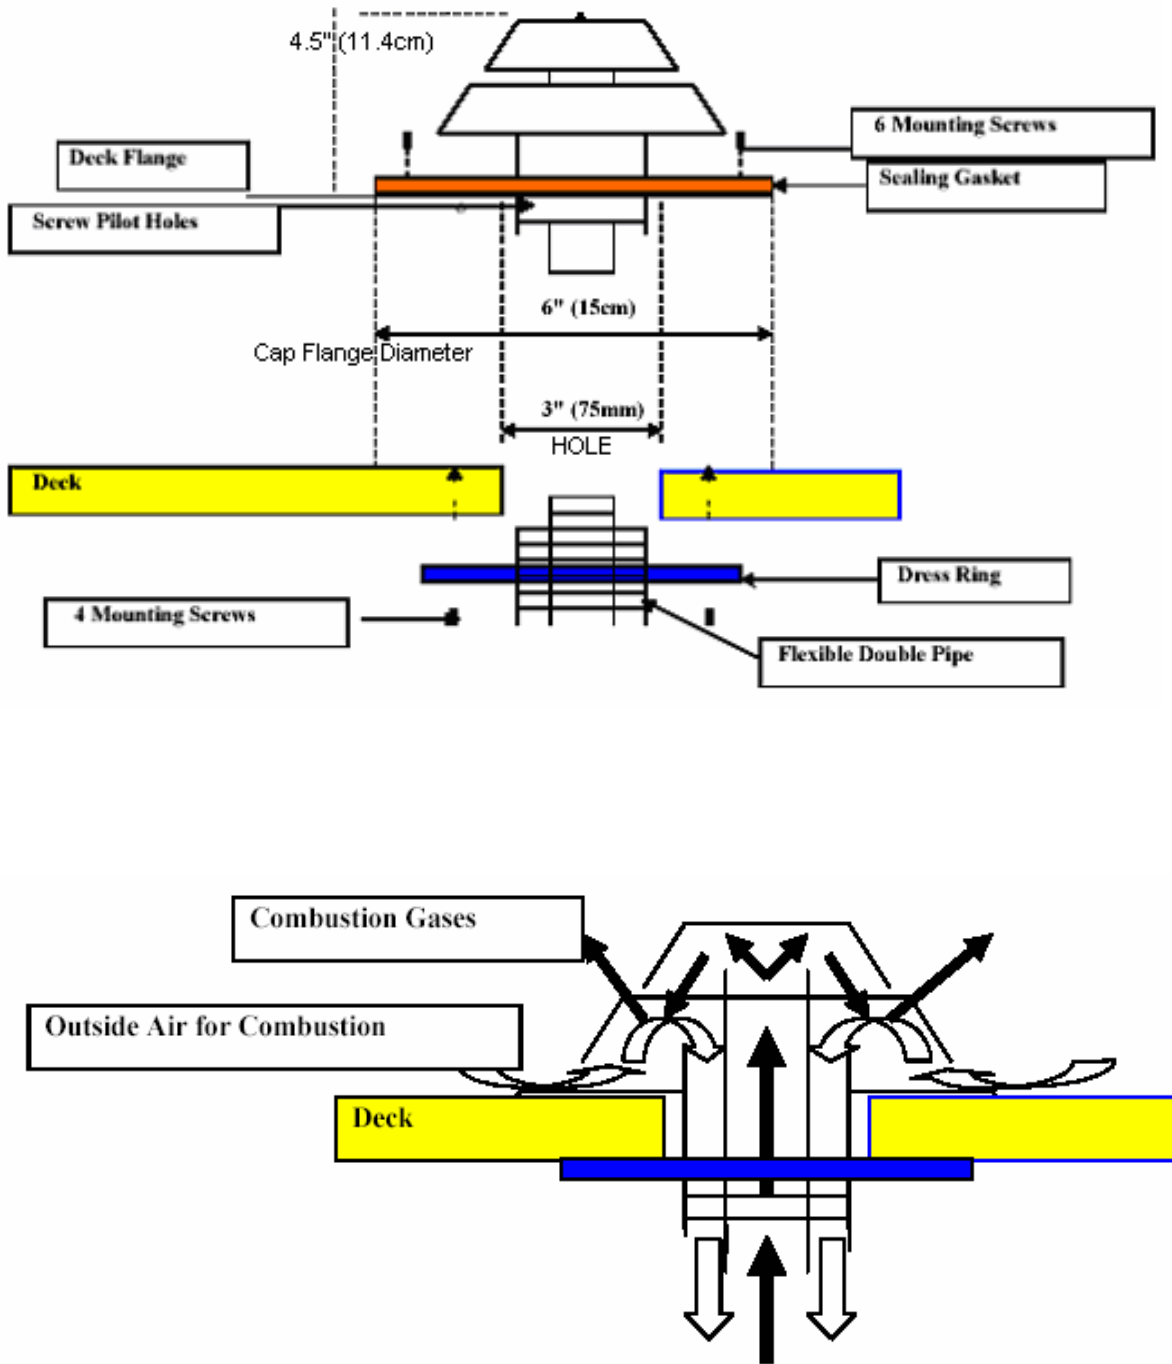 4.5" (11.4cm)
6 Mounting Screws
Deck Flange
Sealing Gasket
Screw Pilot Holes
6" (15cm)
Cap Flange Diameter
3" (75mm)
HOLE
Deck
Dress Ring
4 Mounting Screws
Flexible Double Pipe
Combustion Gases
Outside Air for Combustion
Deck